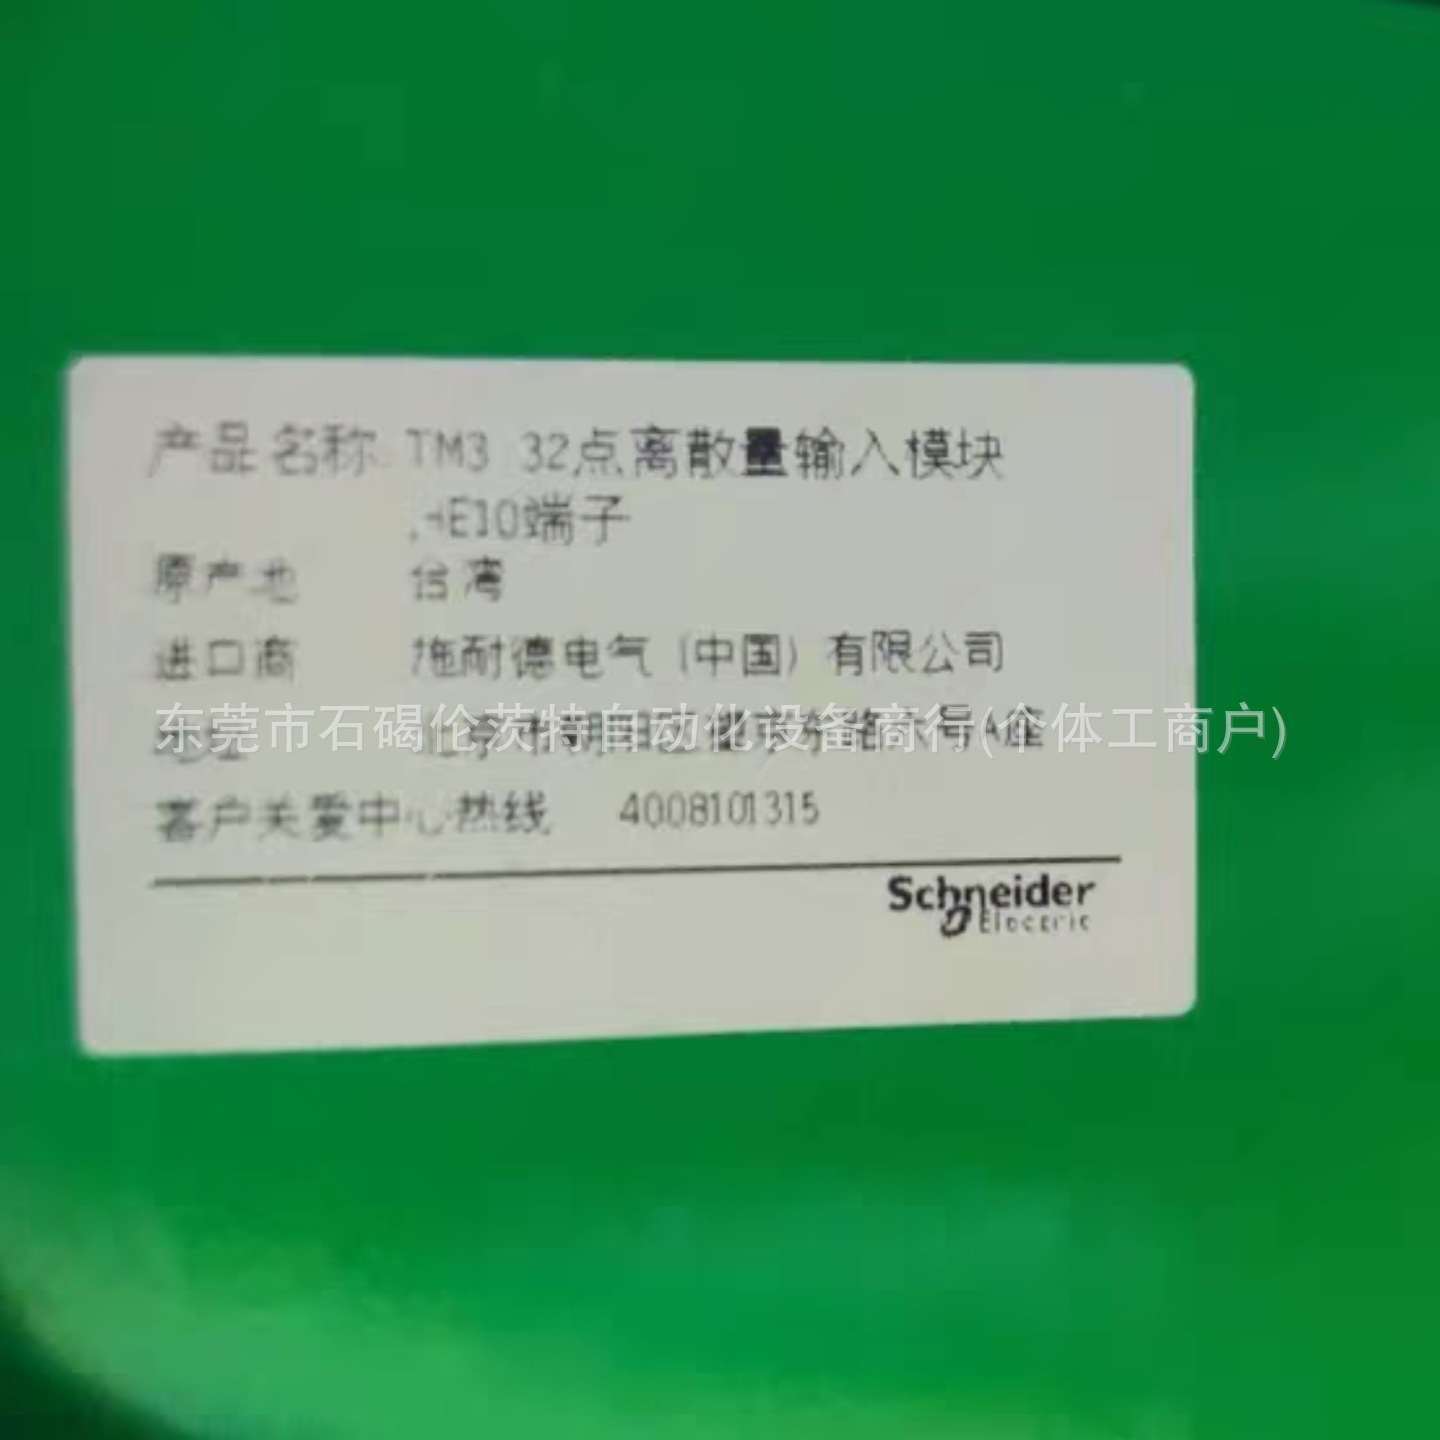 产品名称 TM3 32点离散量输入模块
,HE10端子
原产地 台湾
进口商 施耐德电气(中国)有限公司
地址
东莞市石碣伦茨特自动化设备商行(个体工商户)
客户关爱中心热线 4008101315
Schneider
Electric